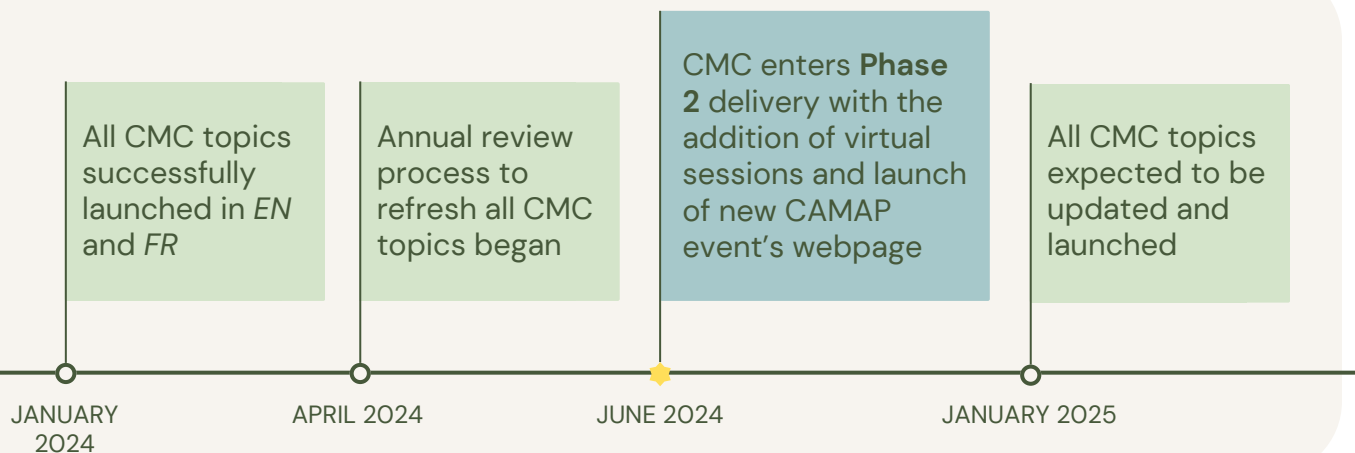 All CMC topics
successfully
launched in EN
and FR
Annual review
process to
refresh all CMC
topics began
CMC enters Phase
2 delivery with the
addition of virtual
sessions and launch
of new CAMAP
event's webpage
All CMC topics
expected to be
updated and
launched
JANUARY
2024
APRIL 2024
JUNE 2024
JANUARY 2025